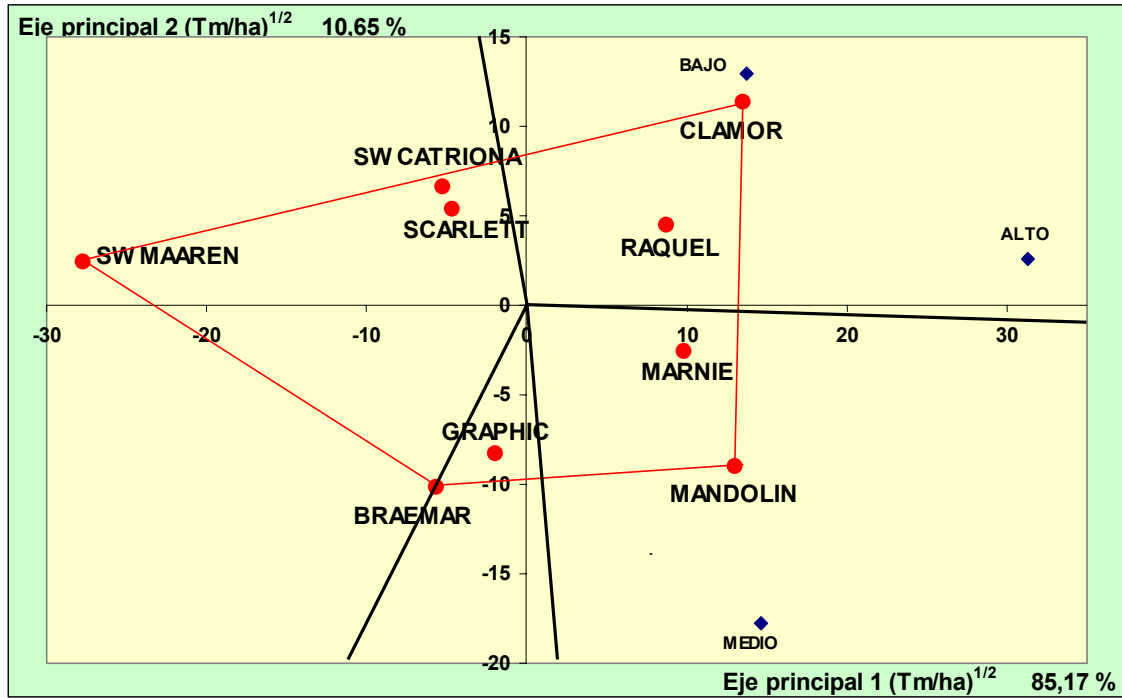 Eje principal 2 (Tm/ha)^1/2 10,65 %
15
BAJO
10
CLAMOR
SW CATRIONA
5
SCARLETT
RAQUEL
ALTO
SW MAAREN
0
-30
-20
-10
0
10
20
30
MARNIE
-5
GRAPHIC
-10
MANDOLIN
BRAEMAR
-15
MEDIO
-20
Eje principal 1 (Tm/ha)^1/2 85,17 %